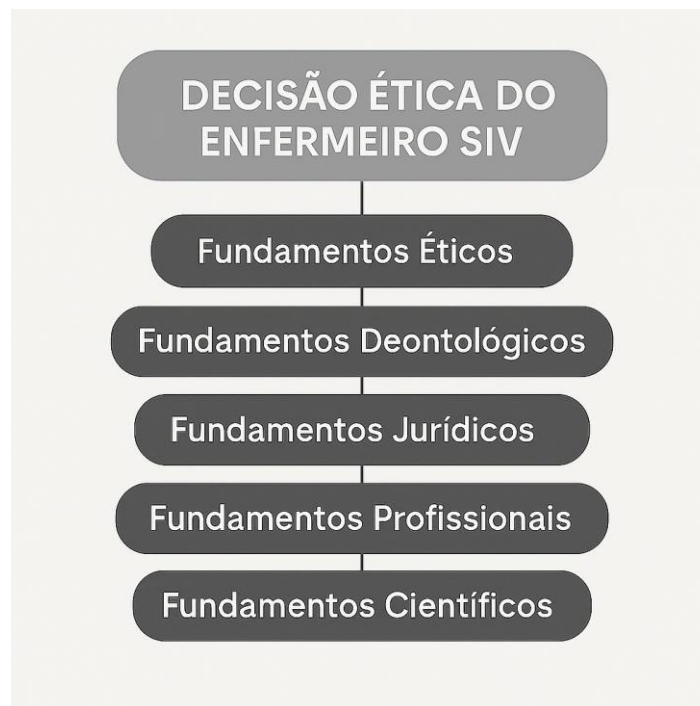 DECISÃO ÉTICA DO
ENFERMEIRO SIV
Fundamentos Éticos
Fundamentos Deontológicos
Fundamentos Jurídicos
Fundamentos Profissionais
Fundamentos Científicos